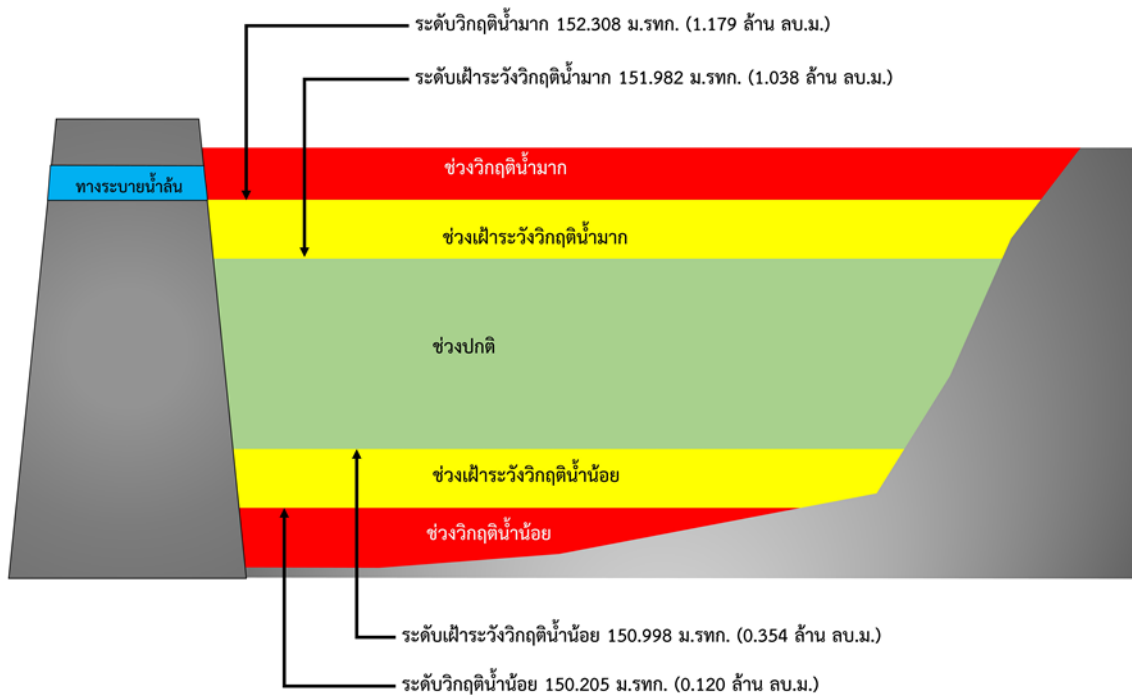 ระดับวิกฤติน้ำมาก 152.308 ม.รทก. (1.179 ล้าน ลบ.ม.)
ระดับเฝ้าระวังวิกฤติน้ำมาก 151.982 ม.รทก. (1.038 ล้าน ลบ.ม.)
ช่วงวิกฤติน้ำมาก
ทางระบายน้ำล้น
ช่วงเฝ้าระวังวิกฤติน้ำมาก
ช่วงปกติ
ช่วงเฝ้าระวังวิกฤติน้ำน้อย
ช่วงวิกฤติน้ำน้อย
ระดับเฝ้าระวังวิกฤติน้ำน้อย 150.998 ม.รทก. (0.354 ล้าน ลบ.ม.)
ระดับวิกฤติน้ำน้อย 150.205 ม.รทก. (0.120 ล้าน ลบ.ม.)